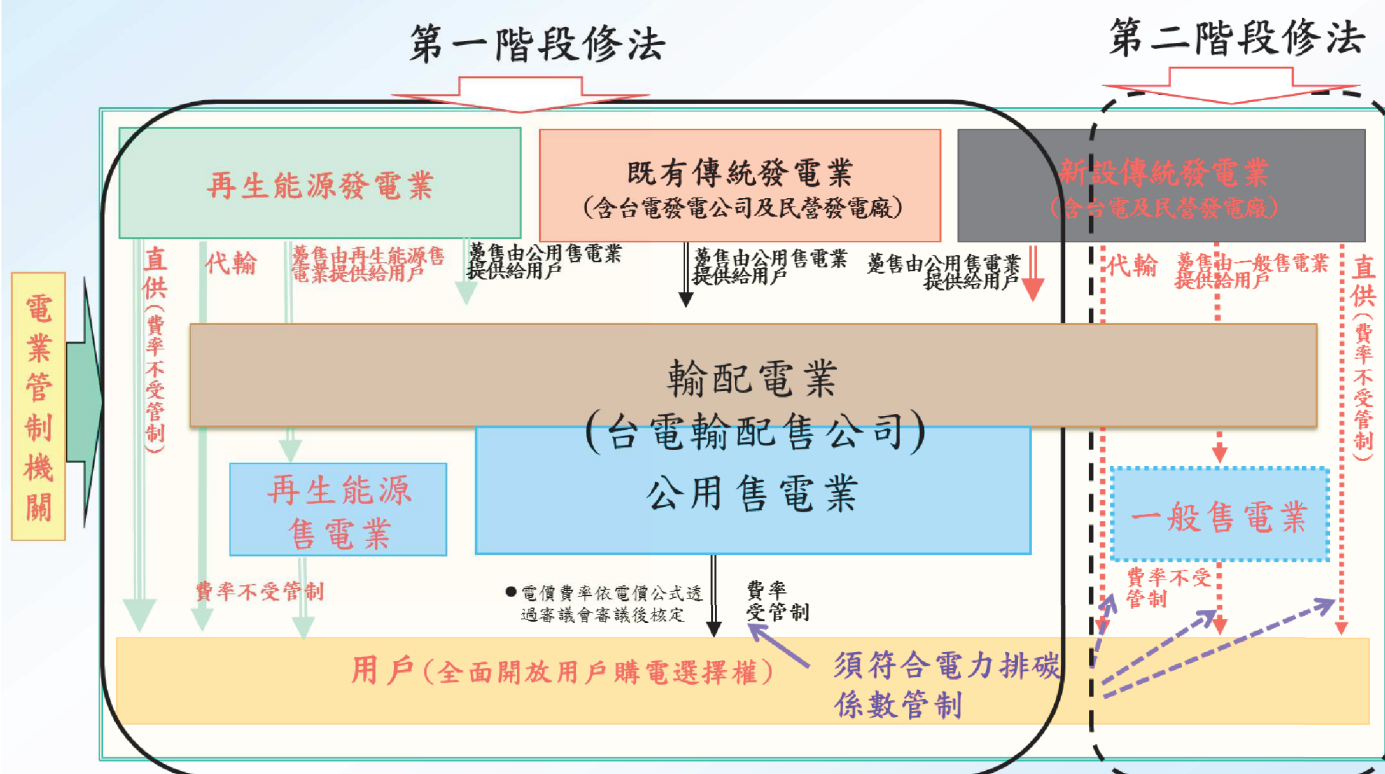 第一階段修法
第二階段修法
再生能源發電業
既有傳統發電業
(含台電發電公司及民營發電廠)
新設傳統發電業
(含台電及民營發電廠)
電業管制機關
直供(費率不受管制)
代輸
躉售由再生能源售
電業提供給用戶
躉售由公用售電業
提供給用戶
躉售由公用售電業
提供給用戶
躉售由公用售電業
提供給用戶
代輸
躉售由一般售電業
提供給用戶
直供(費率不受管制)
輸配電業
(台電輸配售公司)
公用售電業
再生能源
售電業
一般售電業
費率不受管制
●電價費率依電價公式透
過審議會審議後核定
費率
受管制
費率不受
管制
用戶(全面開放用戶購電選擇權)
須符合電力排碳
係數管制